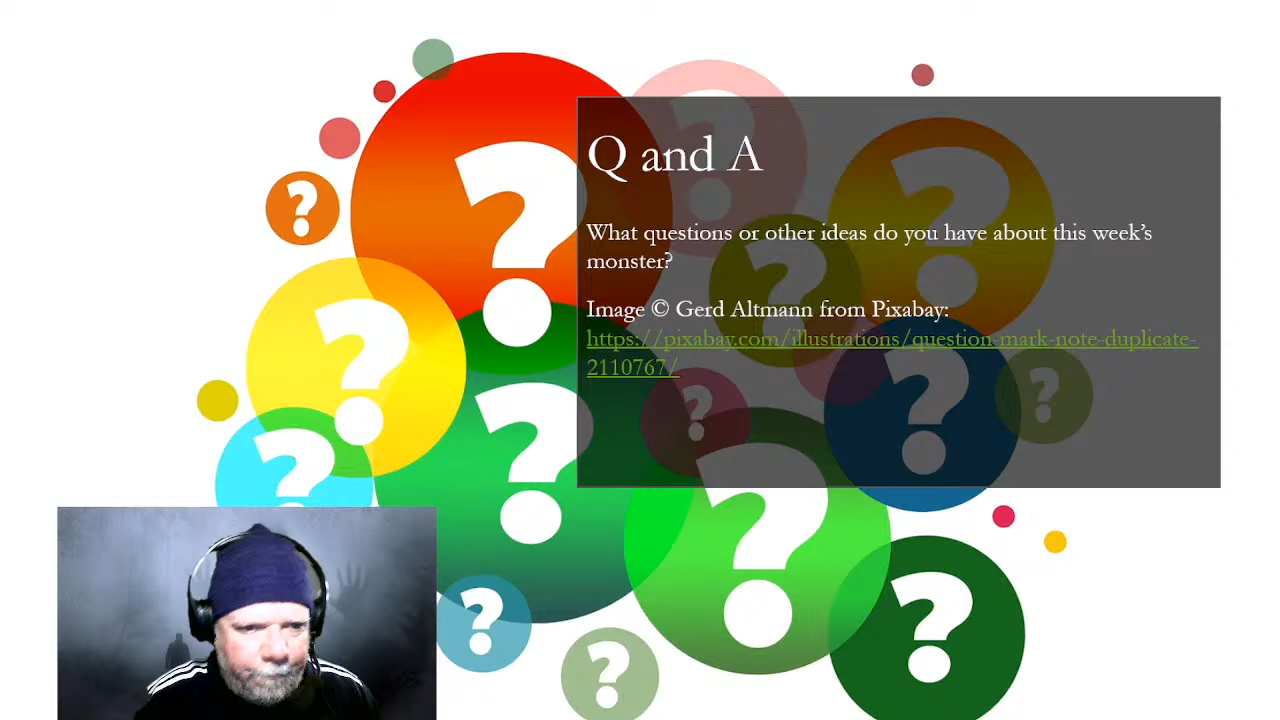 Q and A
What questions or other ideas do you have about this week's
monster?
Image © Gerd Altmann from Pixabay:
https://pixabay.com/illustrations/question-mark-note-duplicate-
2110767/